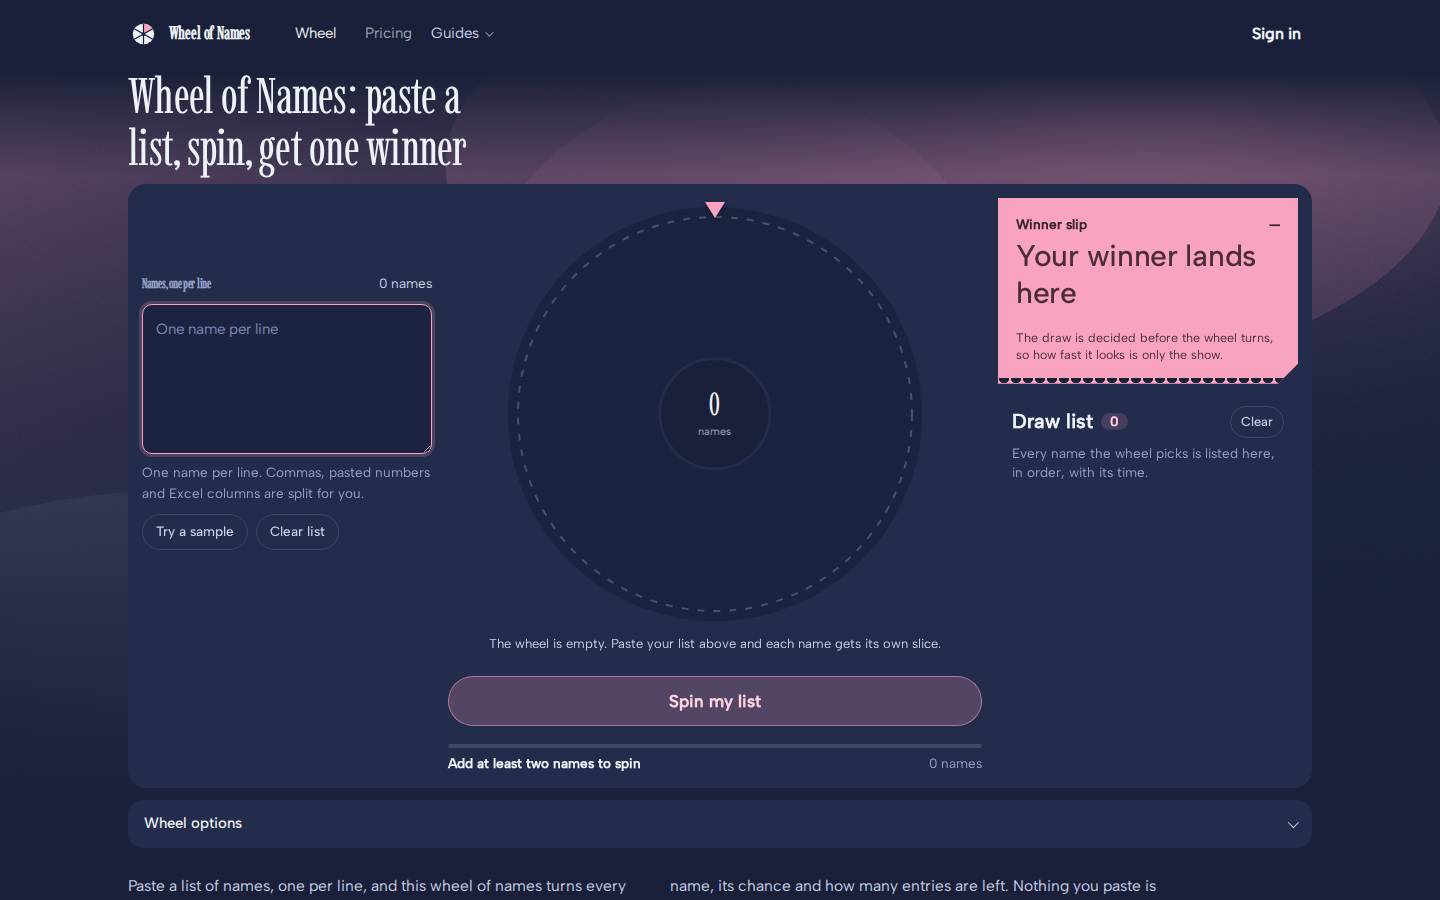 Wheel of Names
Wheel
Pricing
Guides
Sign in
Wheel of Names: paste a
list, spin, get one winner
Names, one per line
0 names
One name per line
One name per line. Commas, pasted numbers
and Excel columns are split for you.
Try a sample
Clear list
0
names
The wheel is empty. Paste your list above and each name gets its own slice.
Spin my list
Add at least two names to spin
0 names
Winner slip
Your winner lands
here
The draw is decided before the wheel turns,
so how fast it looks is only the show.
Draw list
0
Clear
Every name the wheel picks is listed here,
in order, with its time.
Wheel options
Paste a list of names, one per line, and this wheel of names turns every
name, its chance and how many entries are left. Nothing you paste is